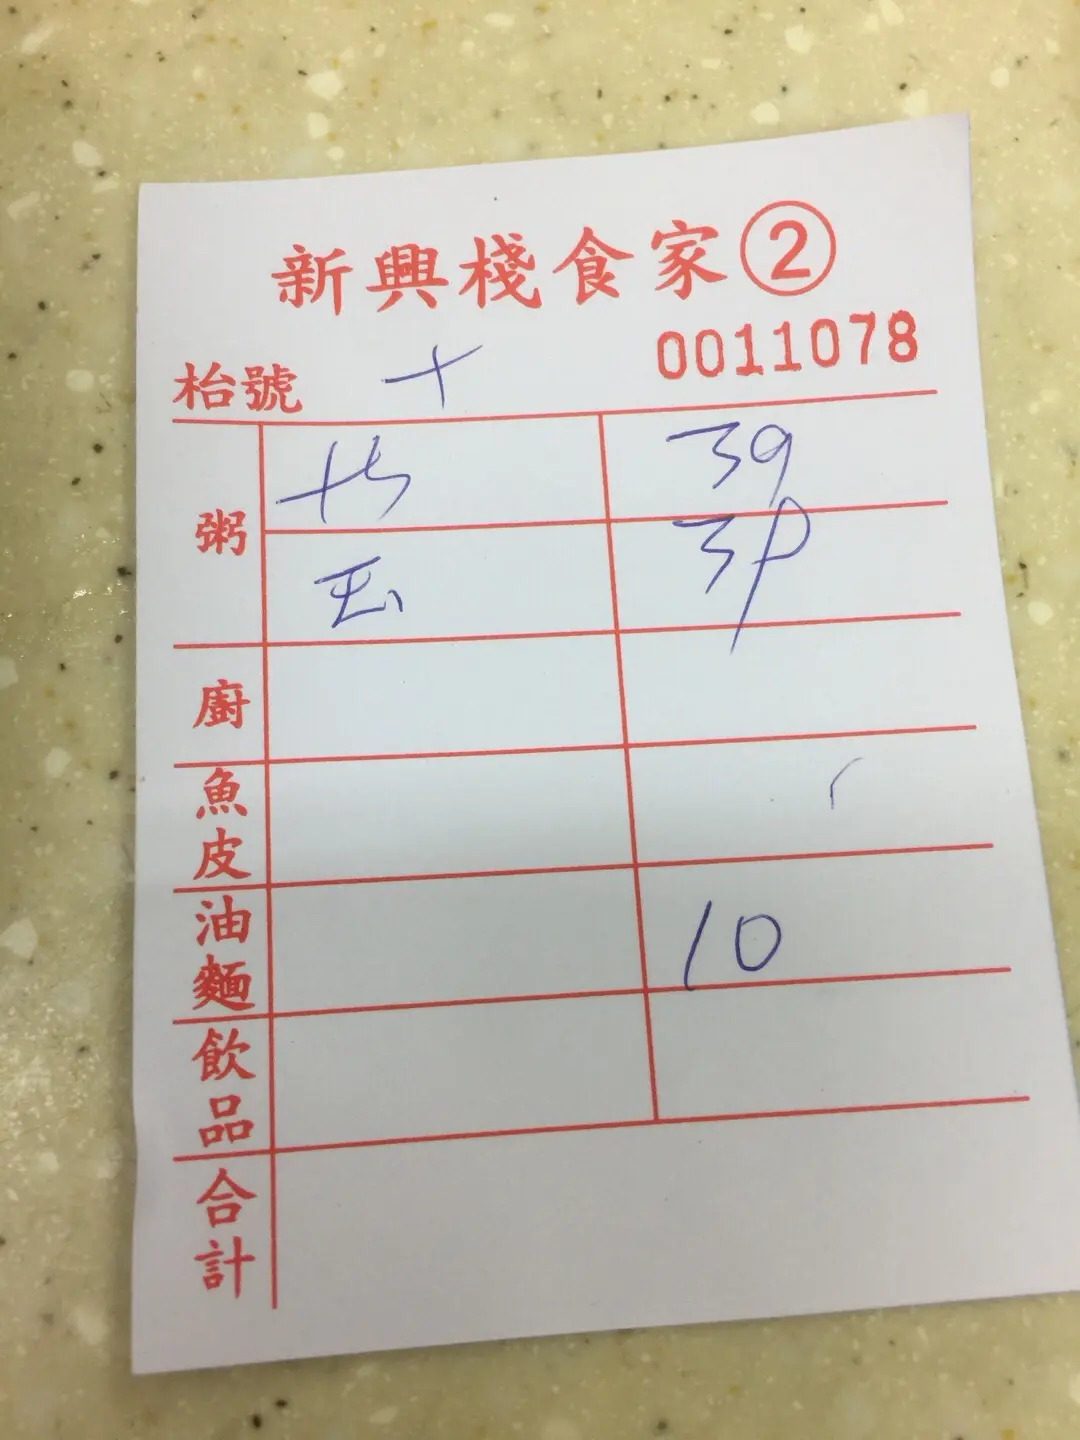 新興棧食家②
0011078
枱號 十
粥 39
39
廚
魚皮
油麵 10
飲品
合計